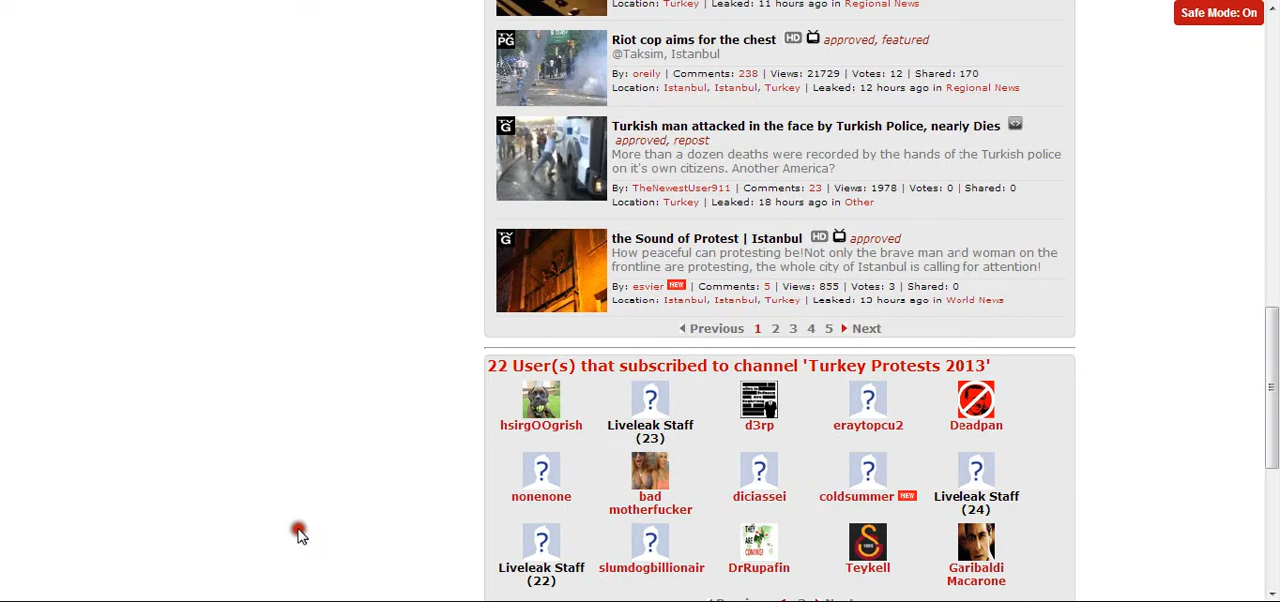 Location: Turkey | Leaked: 11 hours ago in Regional News
Safe Mode: On
TV PG
Riot cop aims for the chest HD approved, featured
@Taksim, Istanbul
By: oreily | Comments: 238 | Views: 21729 | Votes: 12 | Shared: 170
Location: Istanbul, Istanbul, Turkey | Leaked: 12 hours ago in Regional News
TV G
Turkish man attacked in the face by Turkish Police, nearly Dies
approved, repost
More than a dozen deaths were recorded by the hands of the Turkish police
on it's own citizens. Another America?
By: TheNewestUser911 | Comments: 23 | Views: 1978 | Votes: 0 | Shared: 0
Location: Turkey | Leaked: 18 hours ago in Other
TV G
the Sound of Protest | Istanbul HD approved
How peaceful can protesting be!Not only the brave man and woman on the
frontline are protesting, the whole city of Istanbul is calling for attention!
By: esvier NEW | Comments: 5 | Views: 855 | Votes: 3 | Shared: 0
Location: Istanbul, Istanbul, Turkey | Leaked: 13 hours ago in World News
Previous 1 2 3 4 5 Next
22 User(s) that subscribed to channel 'Turkey Protests 2013'
hsirgOOgrish Liveleak Staff (23) d3rp eraytopcu2 Deadpan
nonenone bad motherfucker diciassei coldsummer NEW Liveleak Staff (24)
Liveleak Staff (22) slumdogbillionair DrRupafin Teykell Garibaldi Macarone